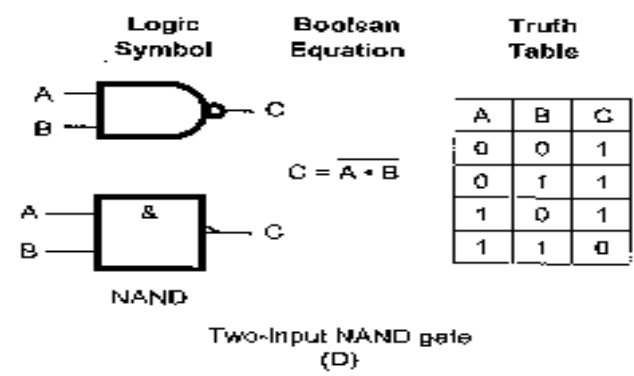 Logic Symbol
Boolean Equation
Truth Table
A
B
C
C = A • B
A
B
&
C
NAND
A B C
0 0 1
0 1 1
1 0 1
1 1 0
Two-Input NAND gate
(D)